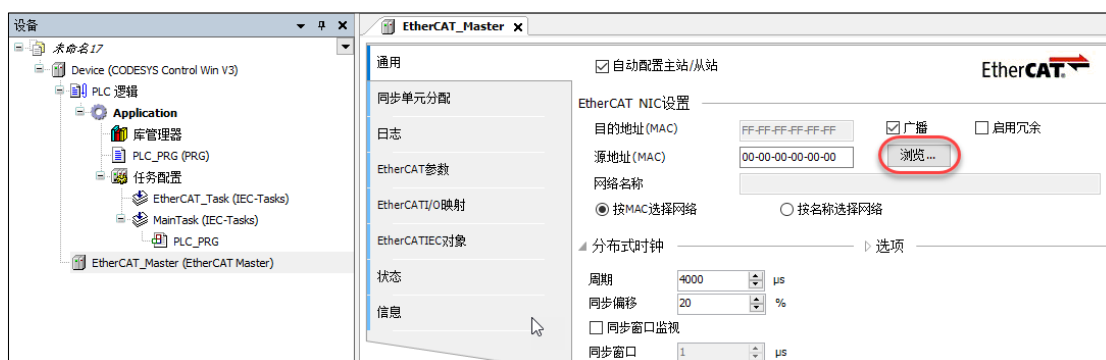 设备
未命名17
Device (CODESYS Control Win V3)
PLC 逻辑
Application
库管理器
PLC_PRG (PRG)
任务配置
EtherCAT_Task (IEC-Tasks)
MainTask (IEC-Tasks)
PLC_PRG
EtherCAT_Master (EtherCAT Master)
EtherCAT_Master
通用
同步单元分配
日志
EtherCAT参数
EtherCATI/O映射
EtherCATIEC对象
状态
信息
自动配置主站/从站
EtherCAT
EtherCAT NIC设置
目的地址(MAC) FF-FF-FF-FF-FF-FF 广播 启用冗余
源地址(MAC) 00-00-00-00-00-00 浏览...
网络名称
按MAC选择网络 按名称选择网络
分布式时钟 选项
周期 4000 µs
同步偏移 20 %
同步窗口监视
同步窗口 1 µs